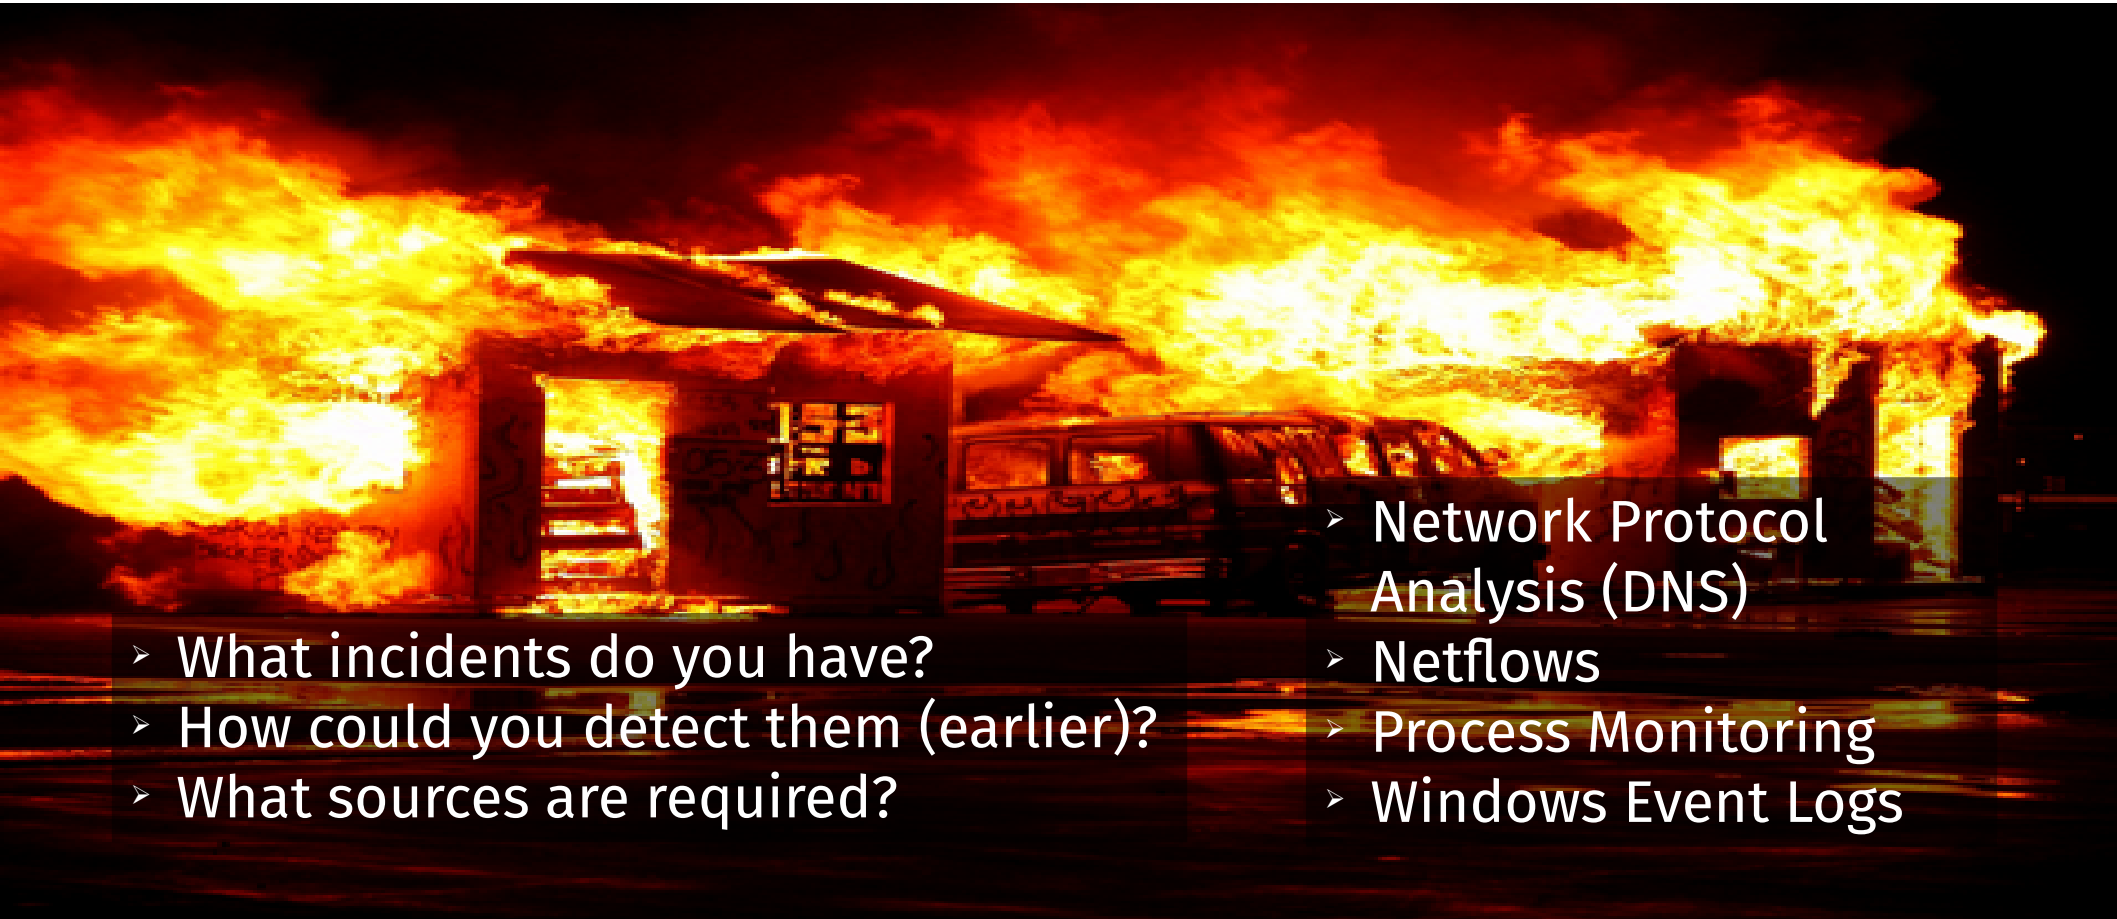 ➢ What incidents do you have?
➢ How could you detect them (earlier)?
➢ What sources are required?
➢ Network Protocol
Analysis (DNS)
➢ Netflows
➢ Process Monitoring
➢ Windows Event Logs